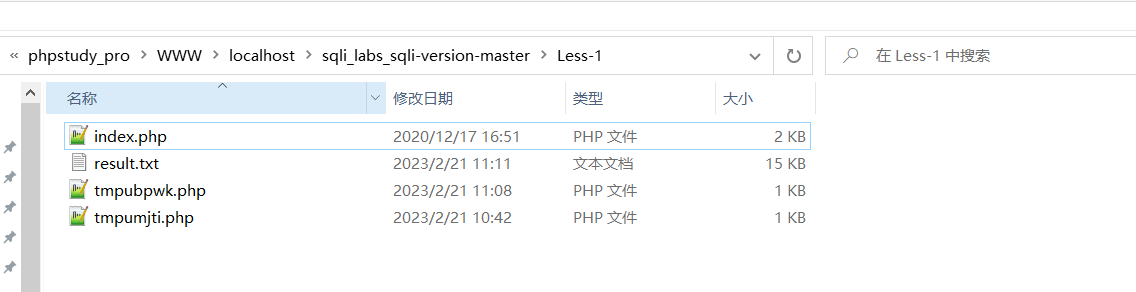 « phpstudy_pro > WWW > localhost > sqli_labs_sqli-version-master > Less-1 在 Less-1 中搜索
名称 修改日期 类型 大小
index.php 2020/12/17 16:51 PHP 文件 2 KB
result.txt 2023/2/21 11:11 文本文档 15 KB
tmpubpwk.php 2023/2/21 11:08 PHP 文件 1 KB
tmpumjti.php 2023/2/21 10:42 PHP 文件 1 KB